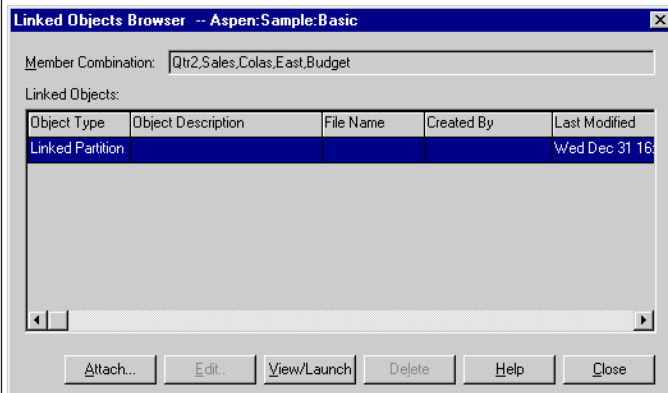 Linked Objects Browser -- Aspen:Sample:Basic
Member Combination: Qtr2,Sales,Colas,East,Budget
Linked Objects:
Object Type Object Description File Name Created By Last Modified
Linked Partition Wed Dec 31 16:
Attach... Edit.. View/Launch Delete Help Close